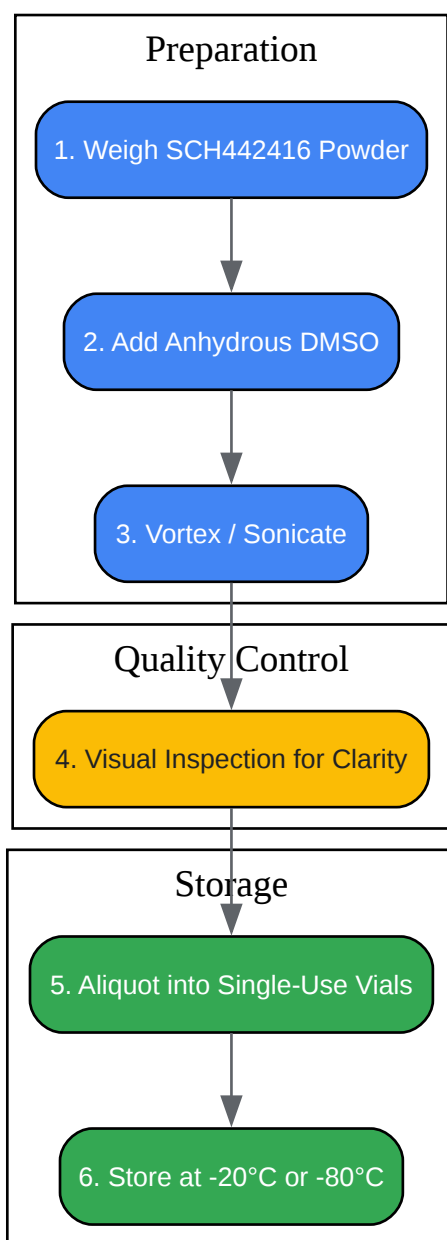 Preparation
1. Weigh SCH442416 Powder
2. Add Anhydrous DMSO
3. Vortex / Sonicate
Quality Control
4. Visual Inspection for Clarity
Storage
5. Aliquot into Single-Use Vials
6. Store at -20°C or -80°C